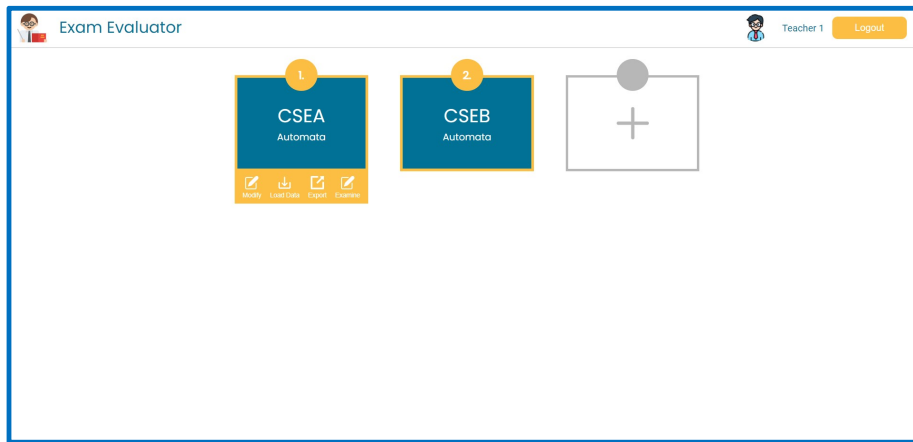 Exam Evaluator
Teacher 1
Logout
1.
CSEA
Automata
Modify
Load Data
Export
Examine
2.
CSEB
Automata